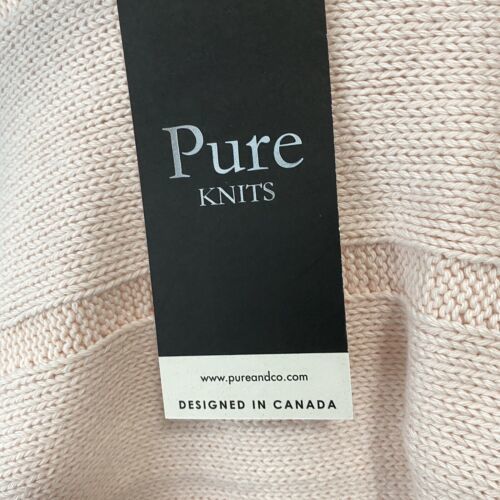 Pure
KNITS
www.pureandco.com
DESIGNED IN CANADA